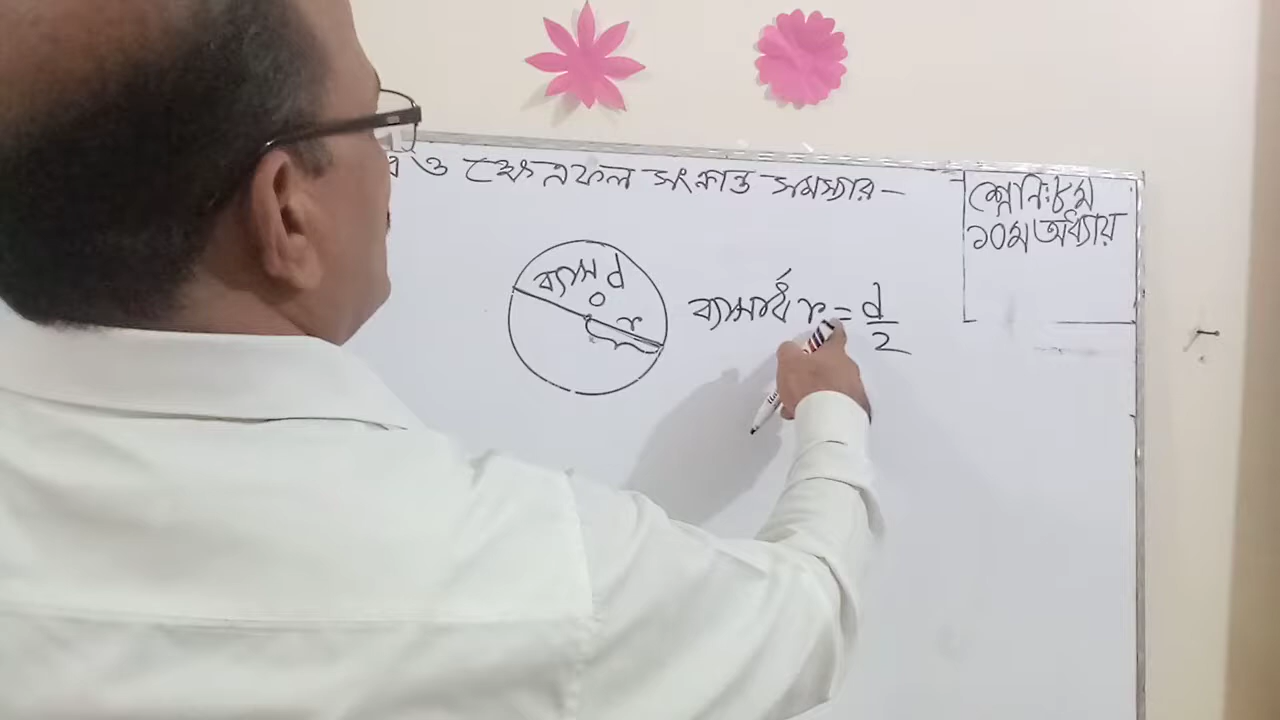 ও ক্ষেত্রফল সংক্রান্ত সমস্যার-
শ্রেণি:৮ম
১০ম অধ্যায়
ব্যাস d
O
r
ব্যাসার্ধ r = d/2